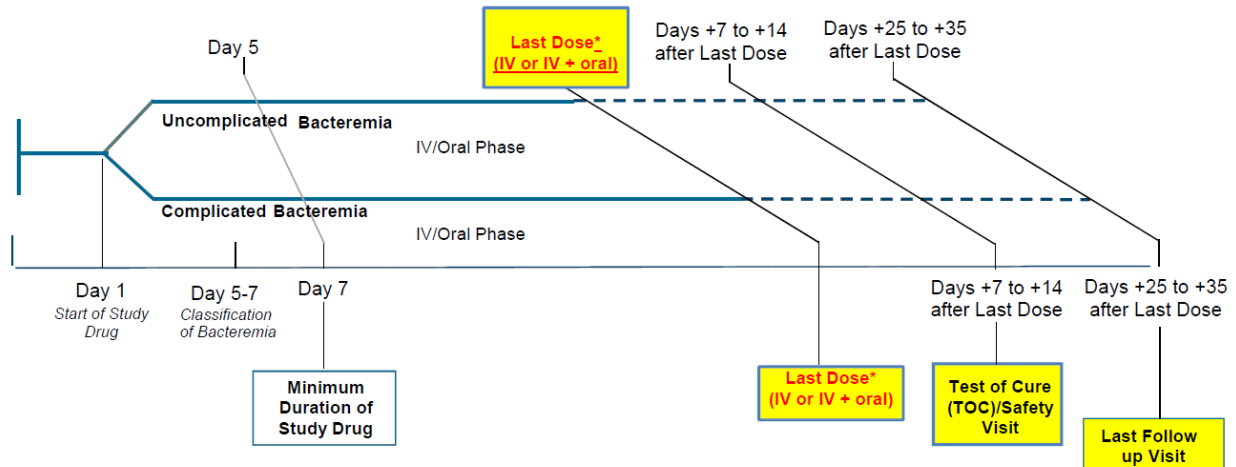 Day 5
Last Dose*
(IV or IV + oral)
Days +7 to +14
after Last Dose
Days +25 to +35
after Last Dose
Uncomplicated Bacteremia
IV/Oral Phase
Complicated Bacteremia
IV/Oral Phase
Day 1
Start of Study
Drug
Day 5-7
Classification
of Bacteremia
Day 7
Days +7 to +14
after Last Dose
Days +25 to +35
after Last Dose
Minimum
Duration of
Study Drug
Last Dose*
(IV or IV + oral)
Test of Cure
(TOC)/Safety
Visit
Last Follow
up Visit